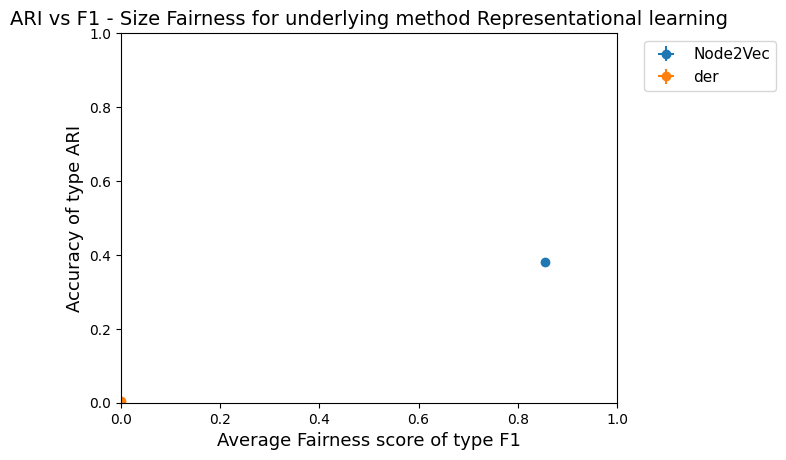 ARI vs F1 - Size Fairness for underlying method Representational learning
1.0
0.8
0.6
0.4
0.2
0.0
Accuracy of type ARI
0.0 0.2 0.4 0.6 0.8 1.0
Average Fairness score of type F1
Node2Vec
der